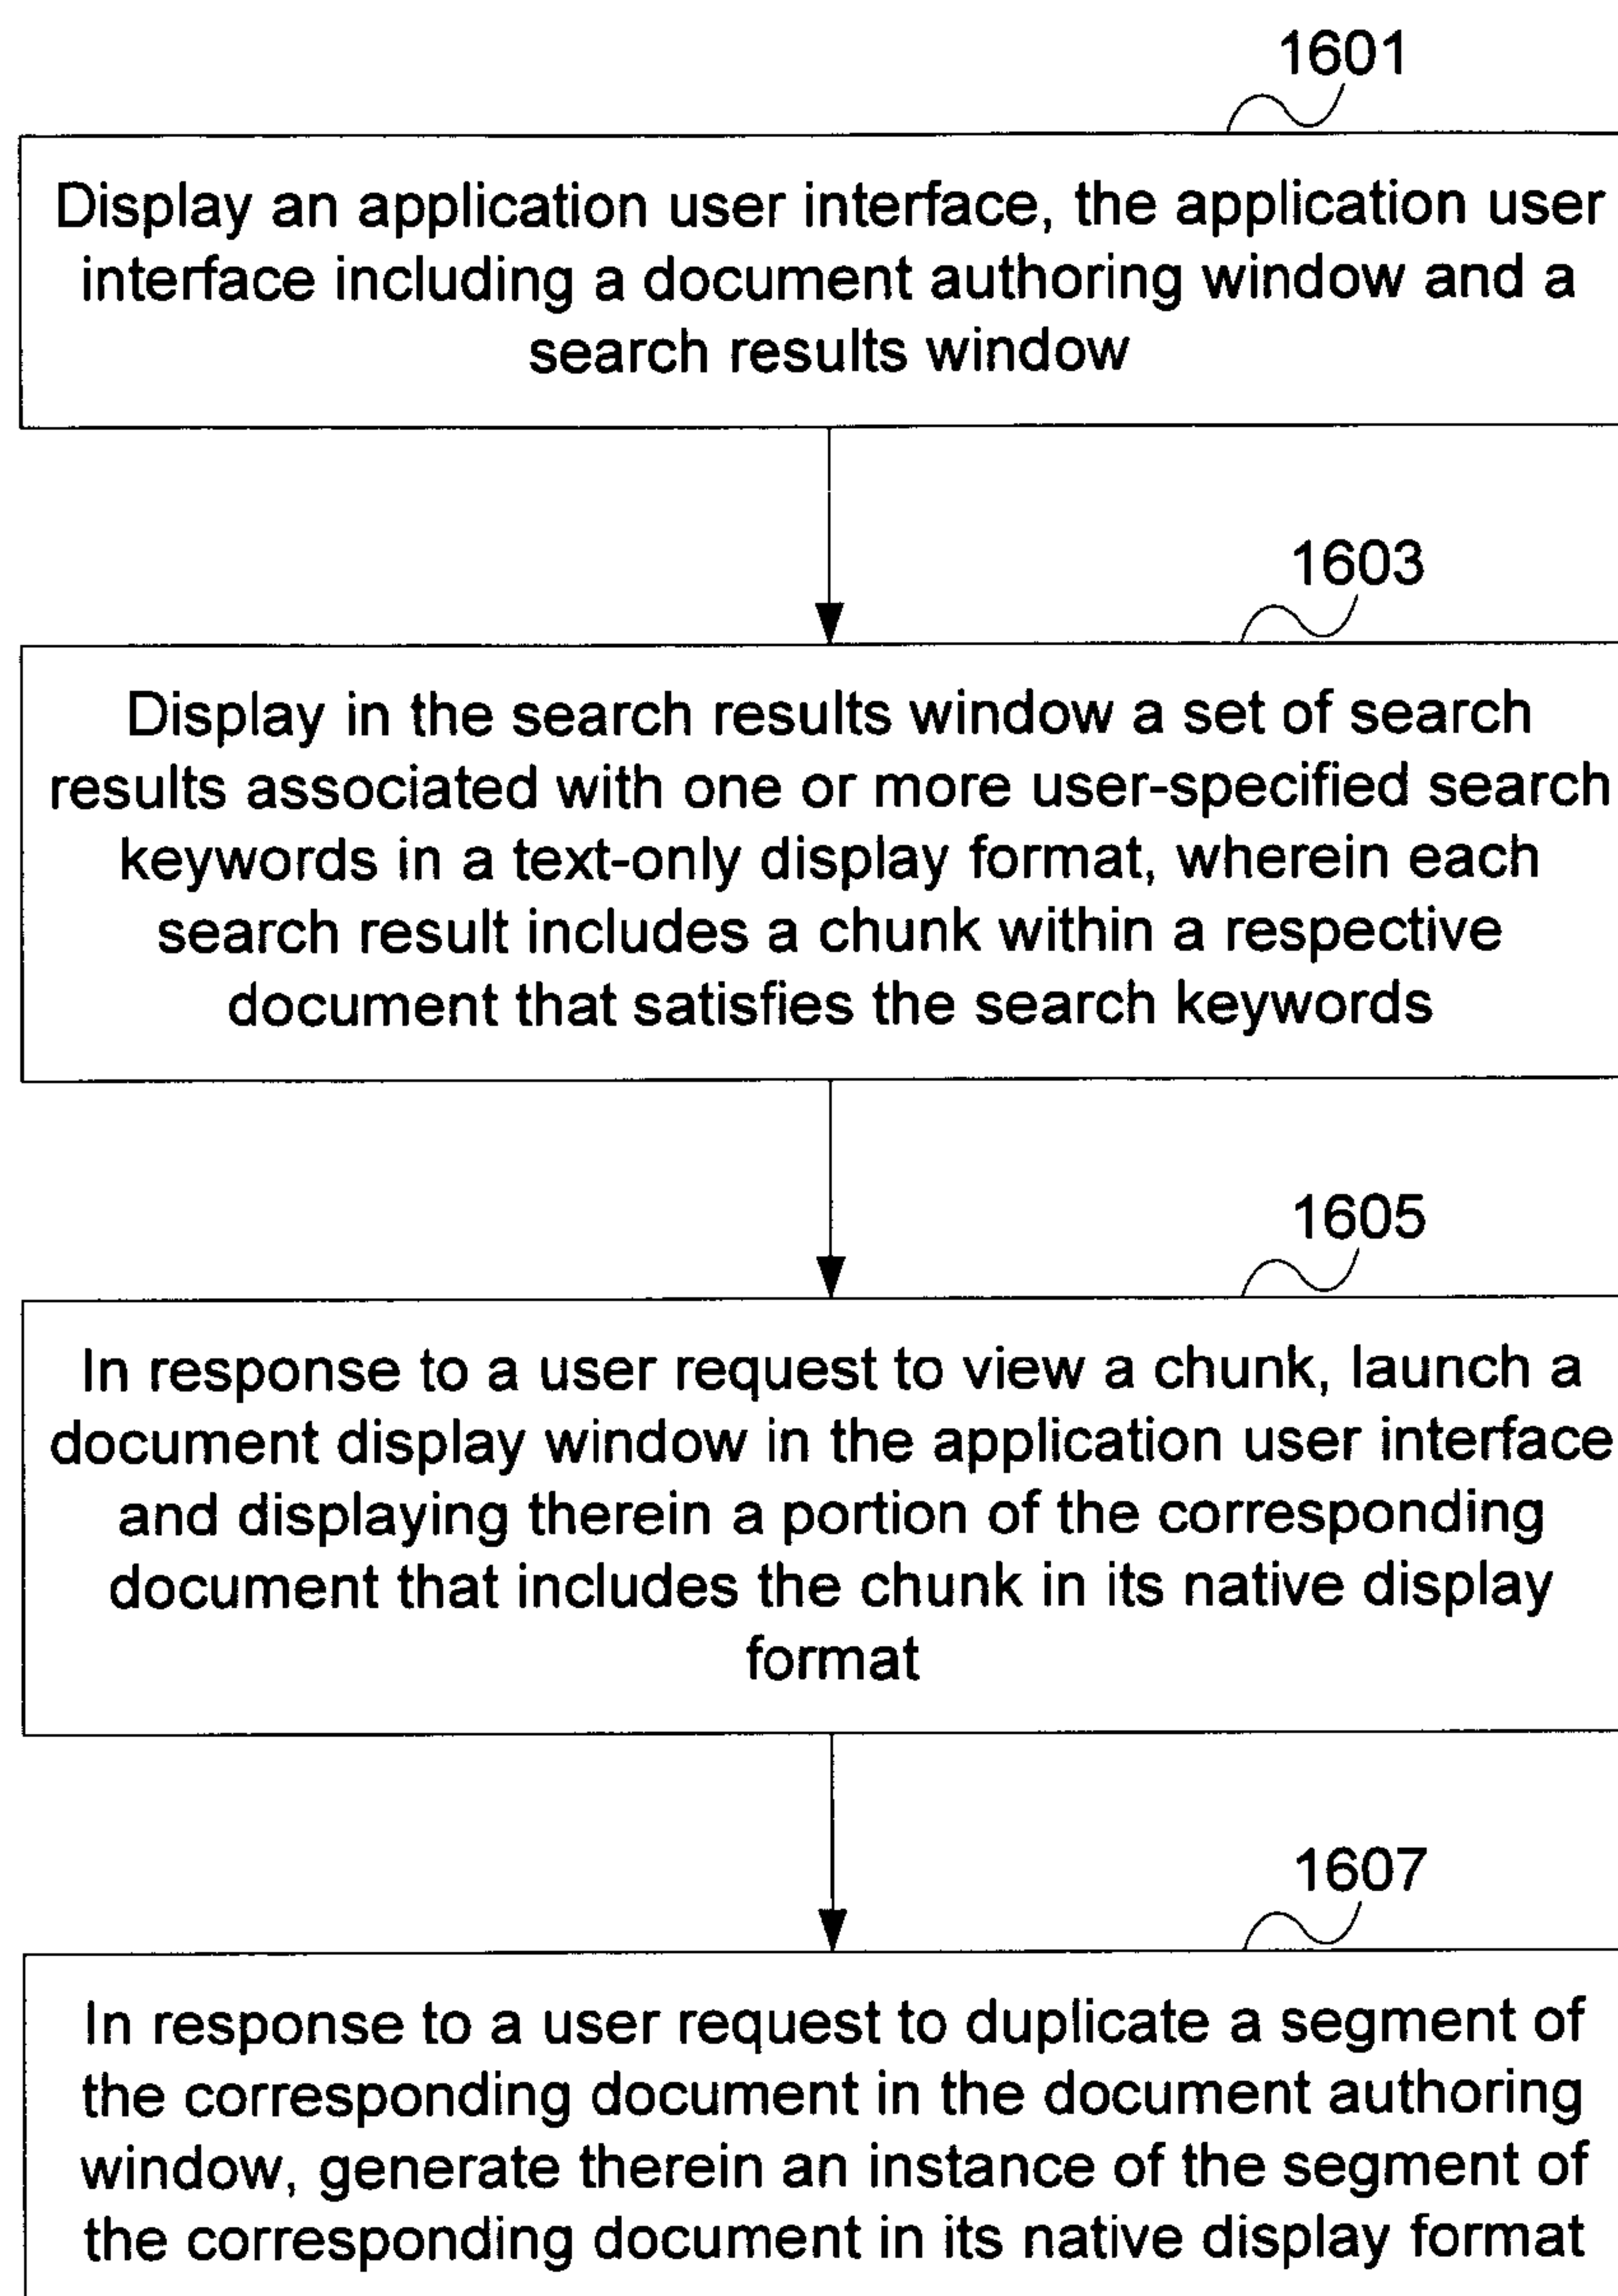 1601
Display an application user interface, the application user
interface including a document authoring window and a
search results window
1603
Display in the search results window a set of search
results associated with one or more user-specified search
keywords in a text-only display format, wherein each
search result includes a chunk within a respective
document that satisfies the search keywords
1605
In response to a user request to view a chunk, launch a
document display window in the application user interface
and displaying therein a portion of the corresponding
document that includes the chunk in its native display
format
1607
In response to a user request to duplicate a segment of
the corresponding document in the document authoring
window, generate therein an instance of the segment of
the corresponding document in its native display format